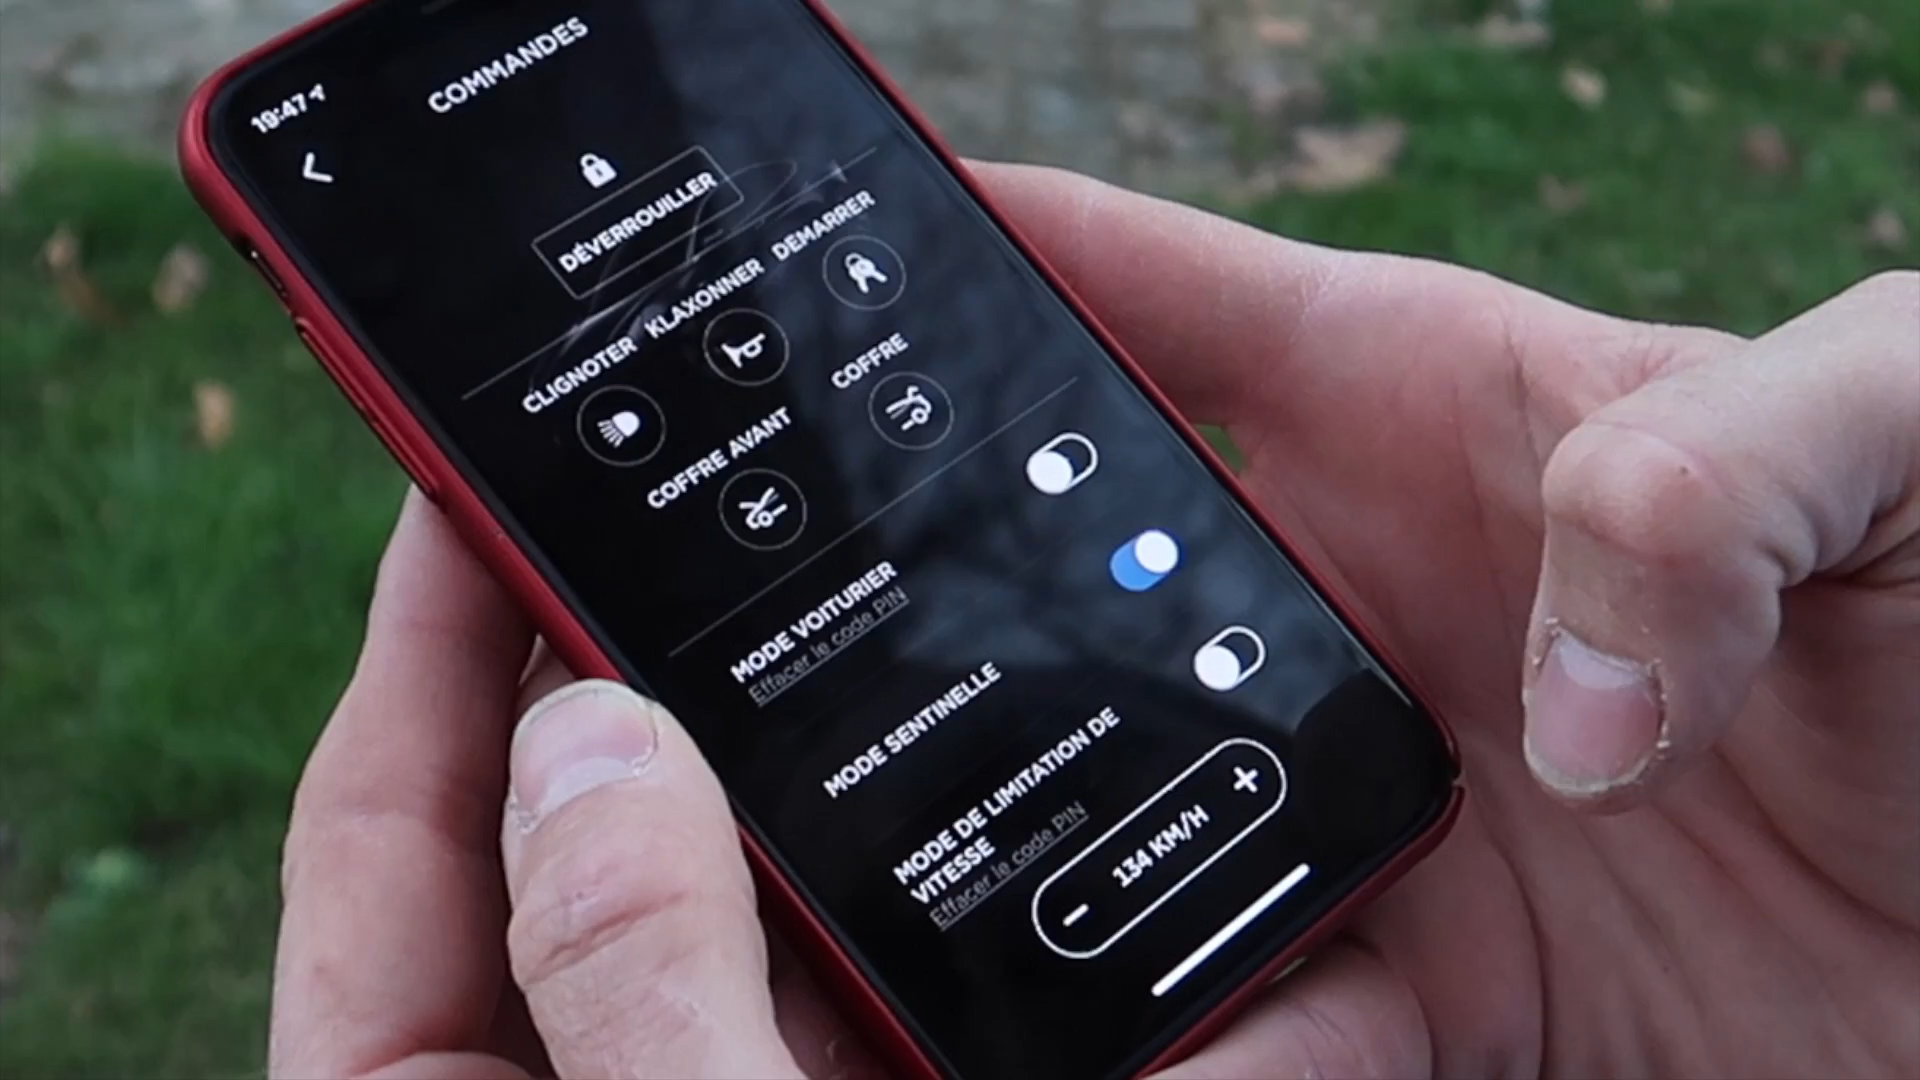 19:47
COMMANDES
DÉVERROUILLER
CLIGNOTER KLAXONNER DEMARRER
COFFRE AVANT COFFRE
MODE VOITURIER
Effacer le code PIN
MODE SENTINELLE
MODE DE LIMITATION DE
VITESSE
Effacer le code PIN
- 134 KM/H +